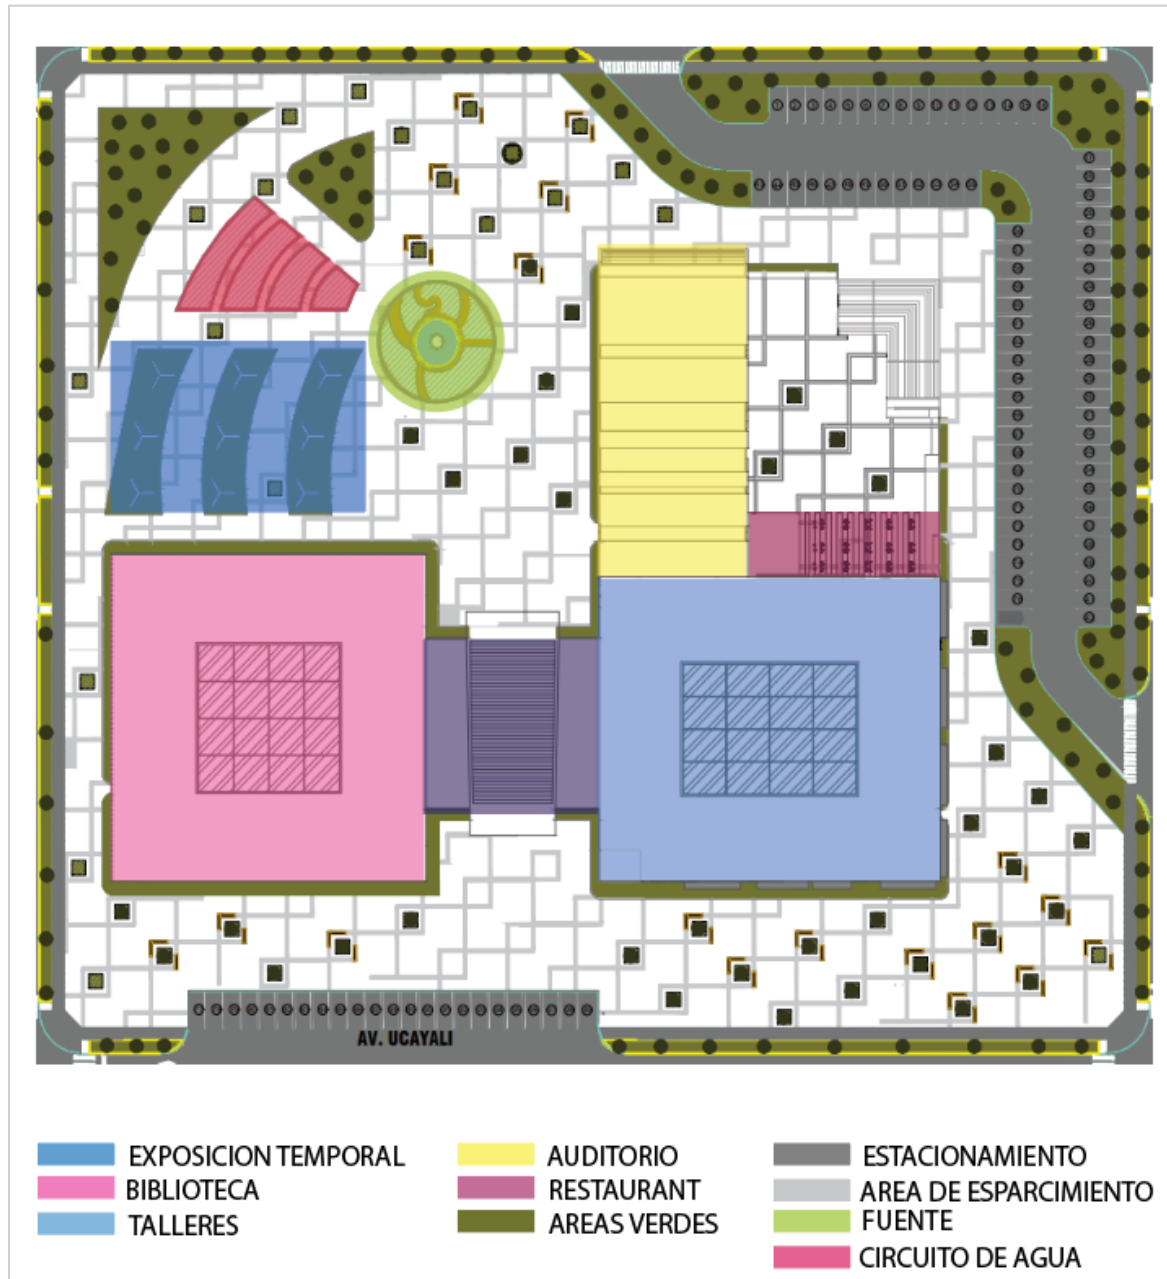 AV. UCAYALI
EXPOSICION TEMPORAL
BIBLIOTECA
TALLERES
AUDITORIO
RESTAURANT
AREAS VERDES
ESTACIONAMIENTO
AREA DE ESPARCIMIENTO
FUENTE
CIRCUITO DE AGUA